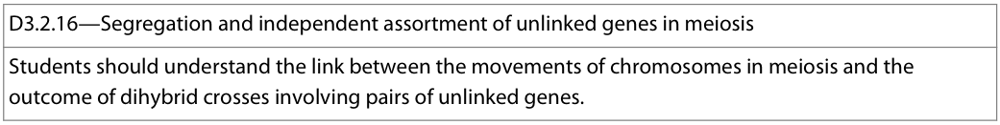 D3.2.16—Segregation and independent assortment of unlinked genes in meiosis
Students should understand the link between the movements of chromosomes in meiosis and the
outcome of dihybrid crosses involving pairs of unlinked genes.